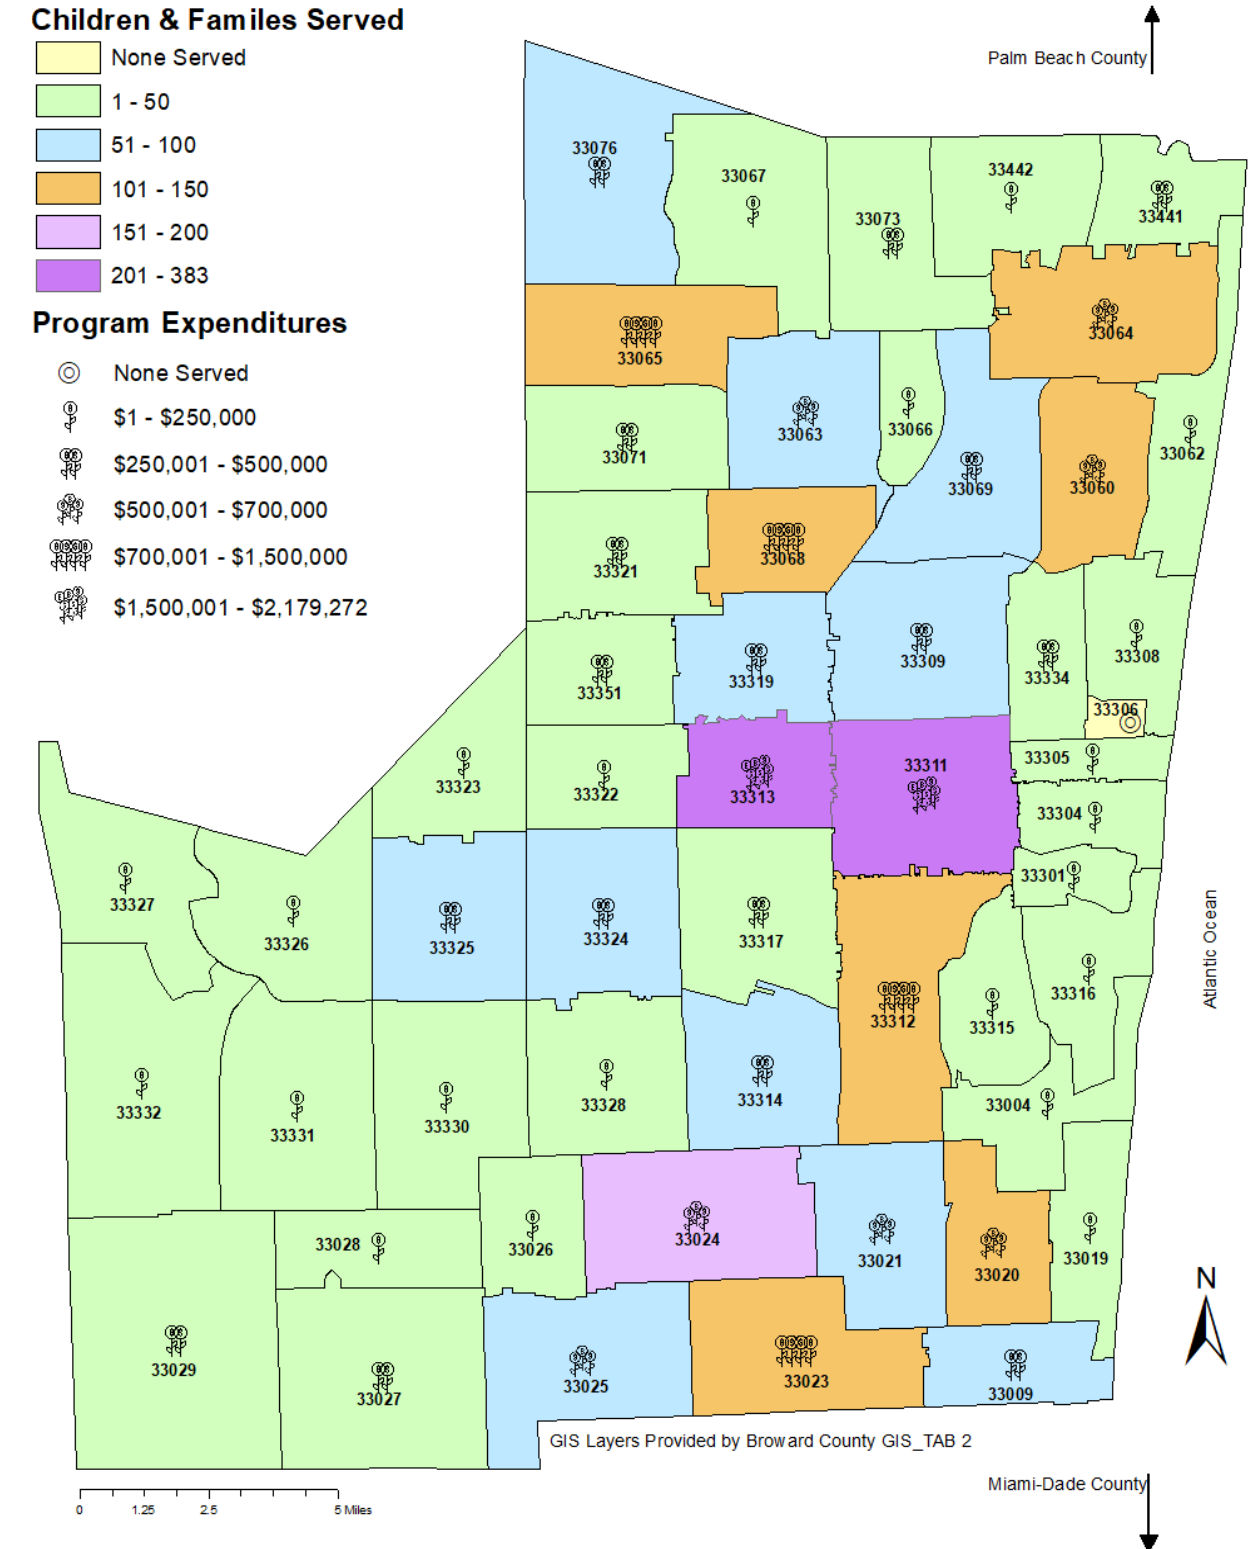 Children & Familes Served
None Served
1 - 50
51 - 100
101 - 150
151 - 200
201 - 383
Program Expenditures
None Served
$1 - $250,000
$250,001 - $500,000
$500,001 - $700,000
$700,001 - $1,500,000
$1,500,001 - $2,179,272
Palm Beach County
33076
33067
33442
33073
33441
33064
33065
33063
33066
33062
33071
33069
33060
33068
33321
33308
33309
33334
33319
33351
33306
33305
33311
33323
33322
33313
33304
33301
33327
33326
33325
33324
33317
Atlantic Ocean
33316
33312
33315
33004
33332
33331
33330
33328
33314
33028
33026
33024
33021
33020
33019
N
33029
33027
33025
33023
33009
GIS Layers Provided by Broward County GIS_TAB 2
Miami-Dade County
0 1.25 2.5 5 Miles